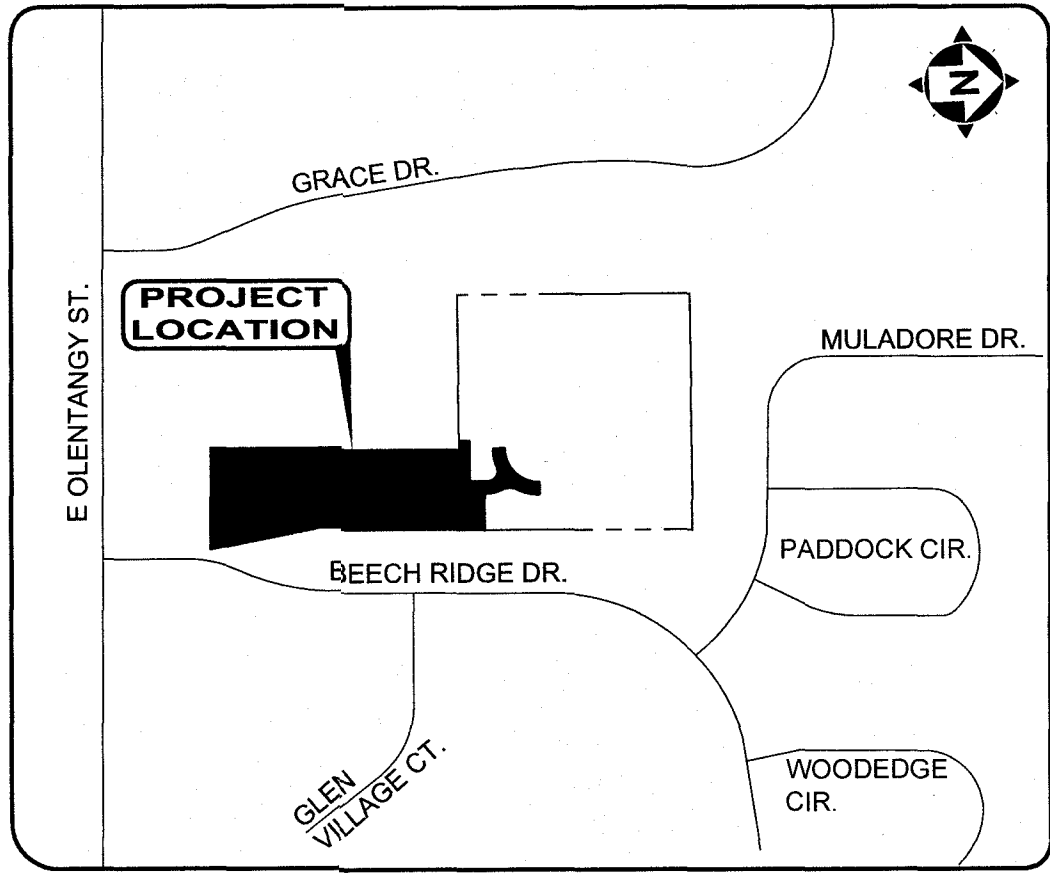 N
GRACE DR.
E OLENTANGY ST.
PROJECT
LOCATION
MULADORE DR.
PADDOCK CIR.
BEECH RIDGE DR.
GLEN
VILLAGE CT.
WOODEDGE
CIR.